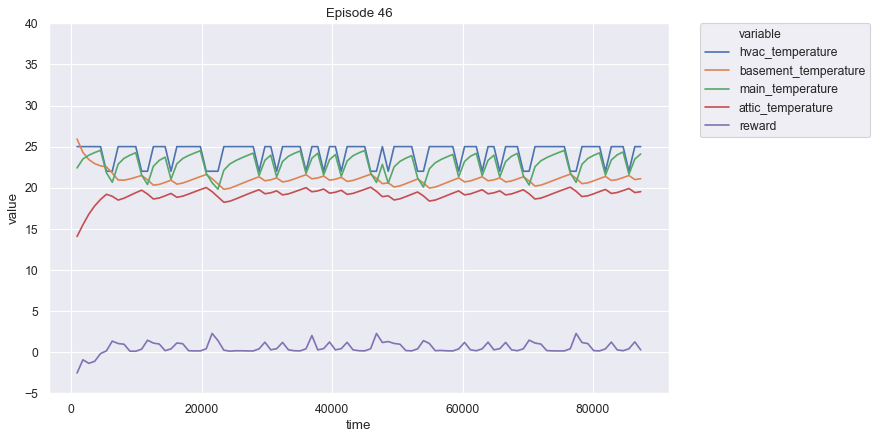 Episode 46
40
35
30
25
20
15
10
5
0
−5
value
0
20000
40000
60000
80000
time
variable
hvac_temperature
basement_temperature
main_temperature
attic_temperature
reward